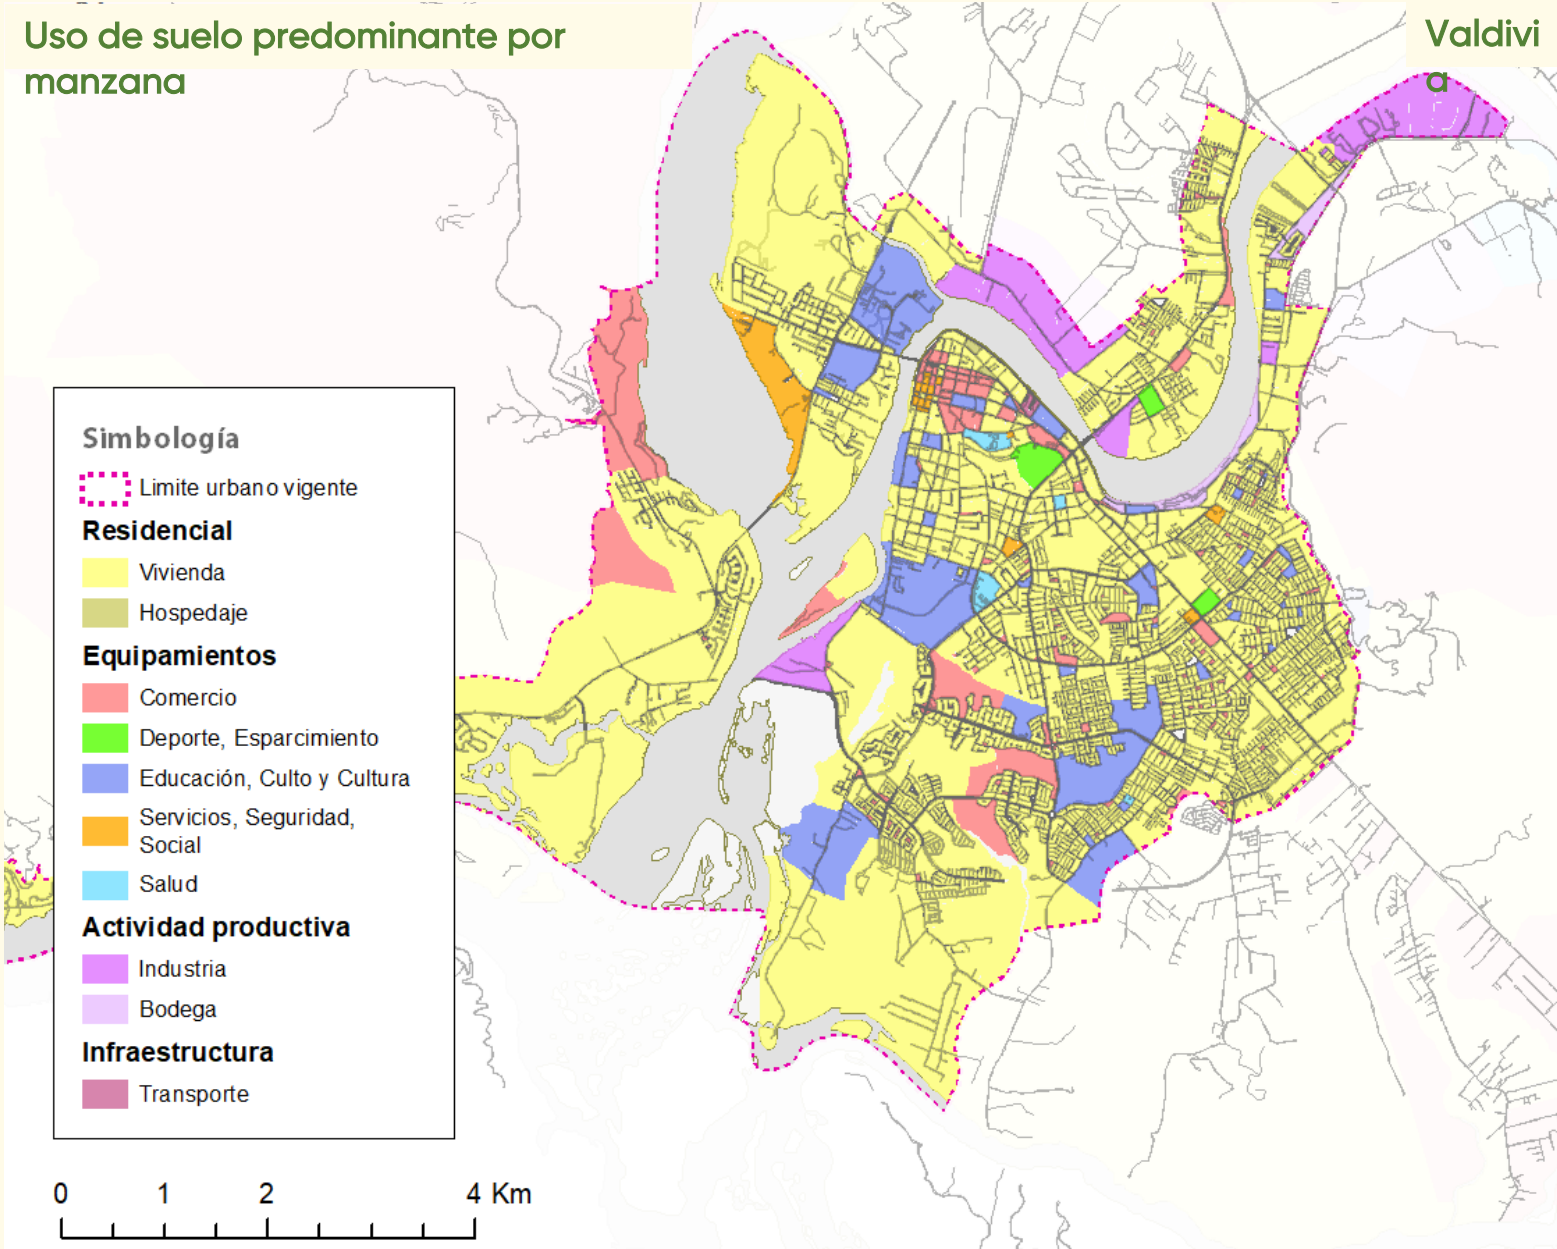 Uso de suelo predominante por
manzana
Valdivi
a
Simbología
Limite urbano vigente
Residencial
Vivienda
Hospedaje
Equipamientos
Comercio
Deporte, Esparcimiento
Educación, Culto y Cultura
Servicios, Seguridad,
Social
Salud
Actividad productiva
Industria
Bodega
Infraestructura
Transporte
0 1 2 4 Km